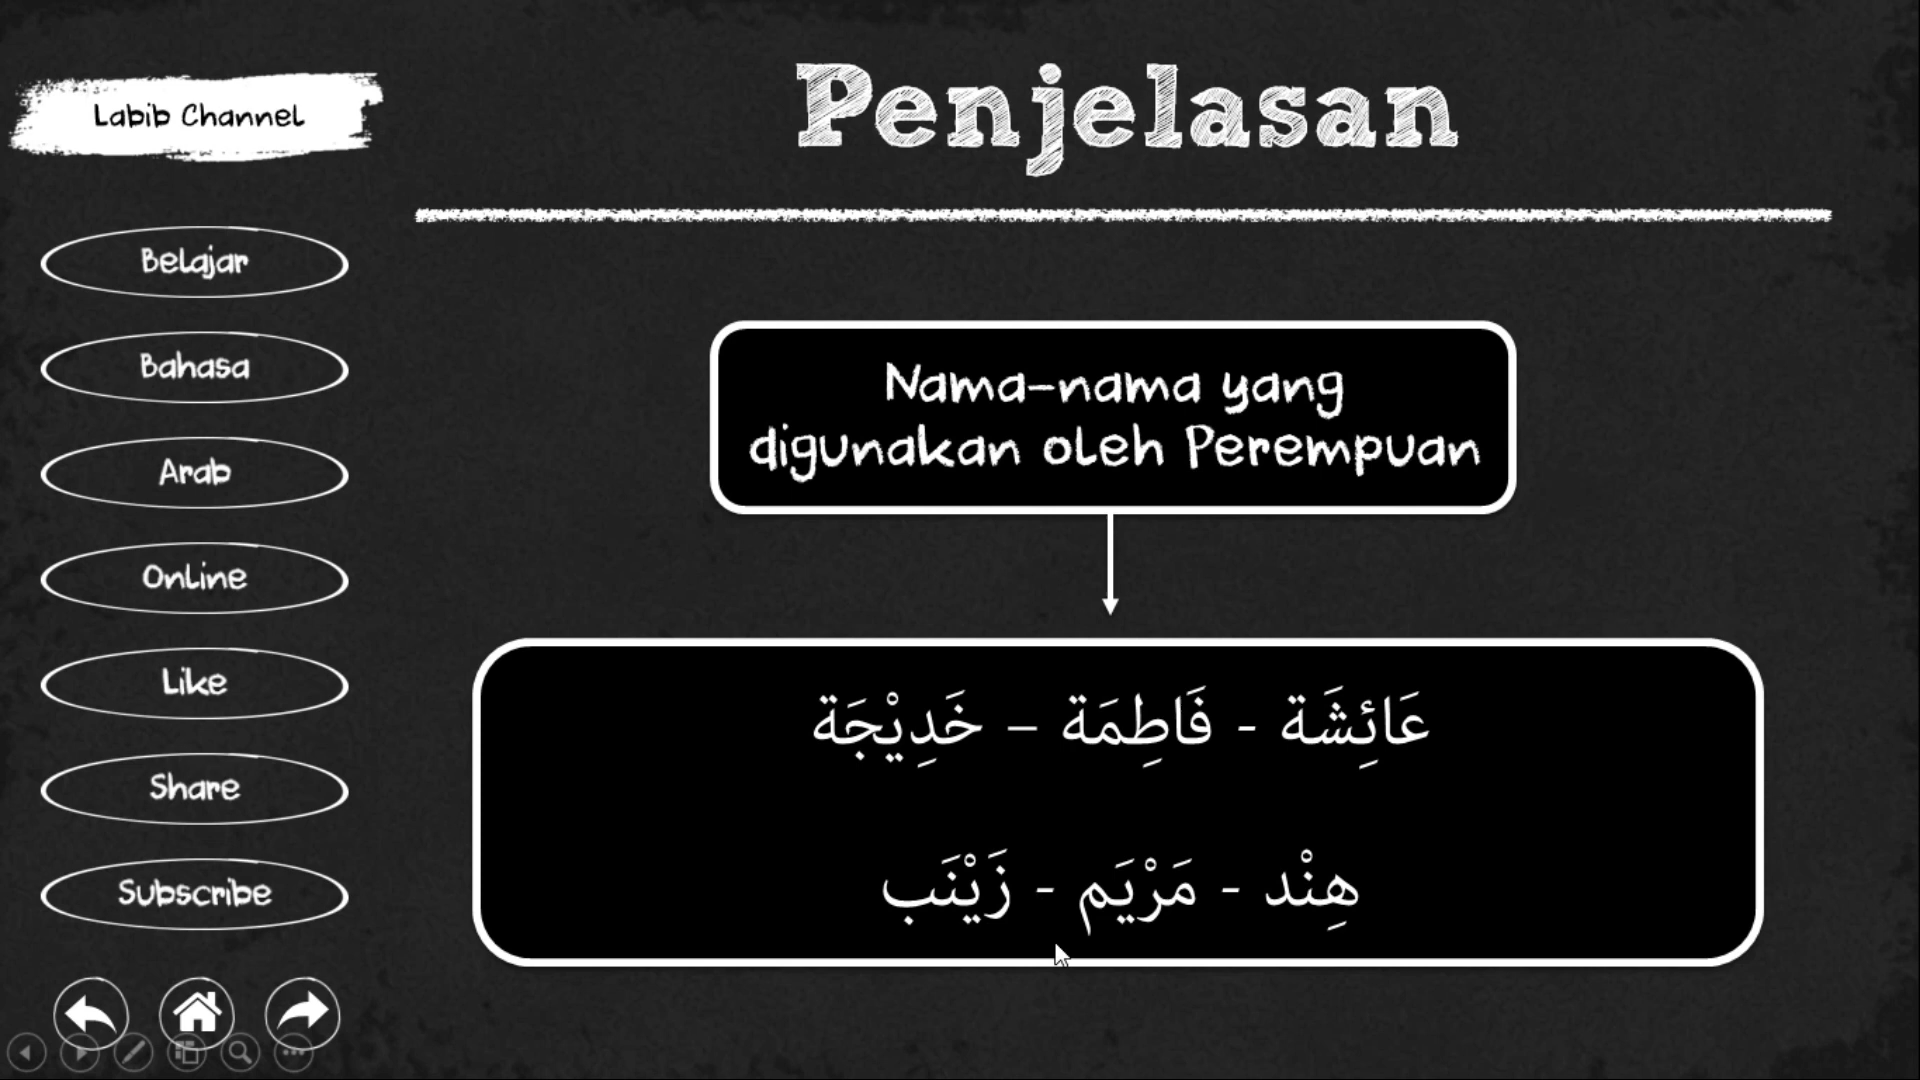 Labib Channel
Belajar
Bahasa
Arab
Online
Like
Share
Subscribe
Penjelasan
Nama-nama yang
digunakan oleh Perempuan
عَائِشَة - فَاطِمَة – خَدِيْجَة
هِنْد - مَرْيَم - زَيْنَب